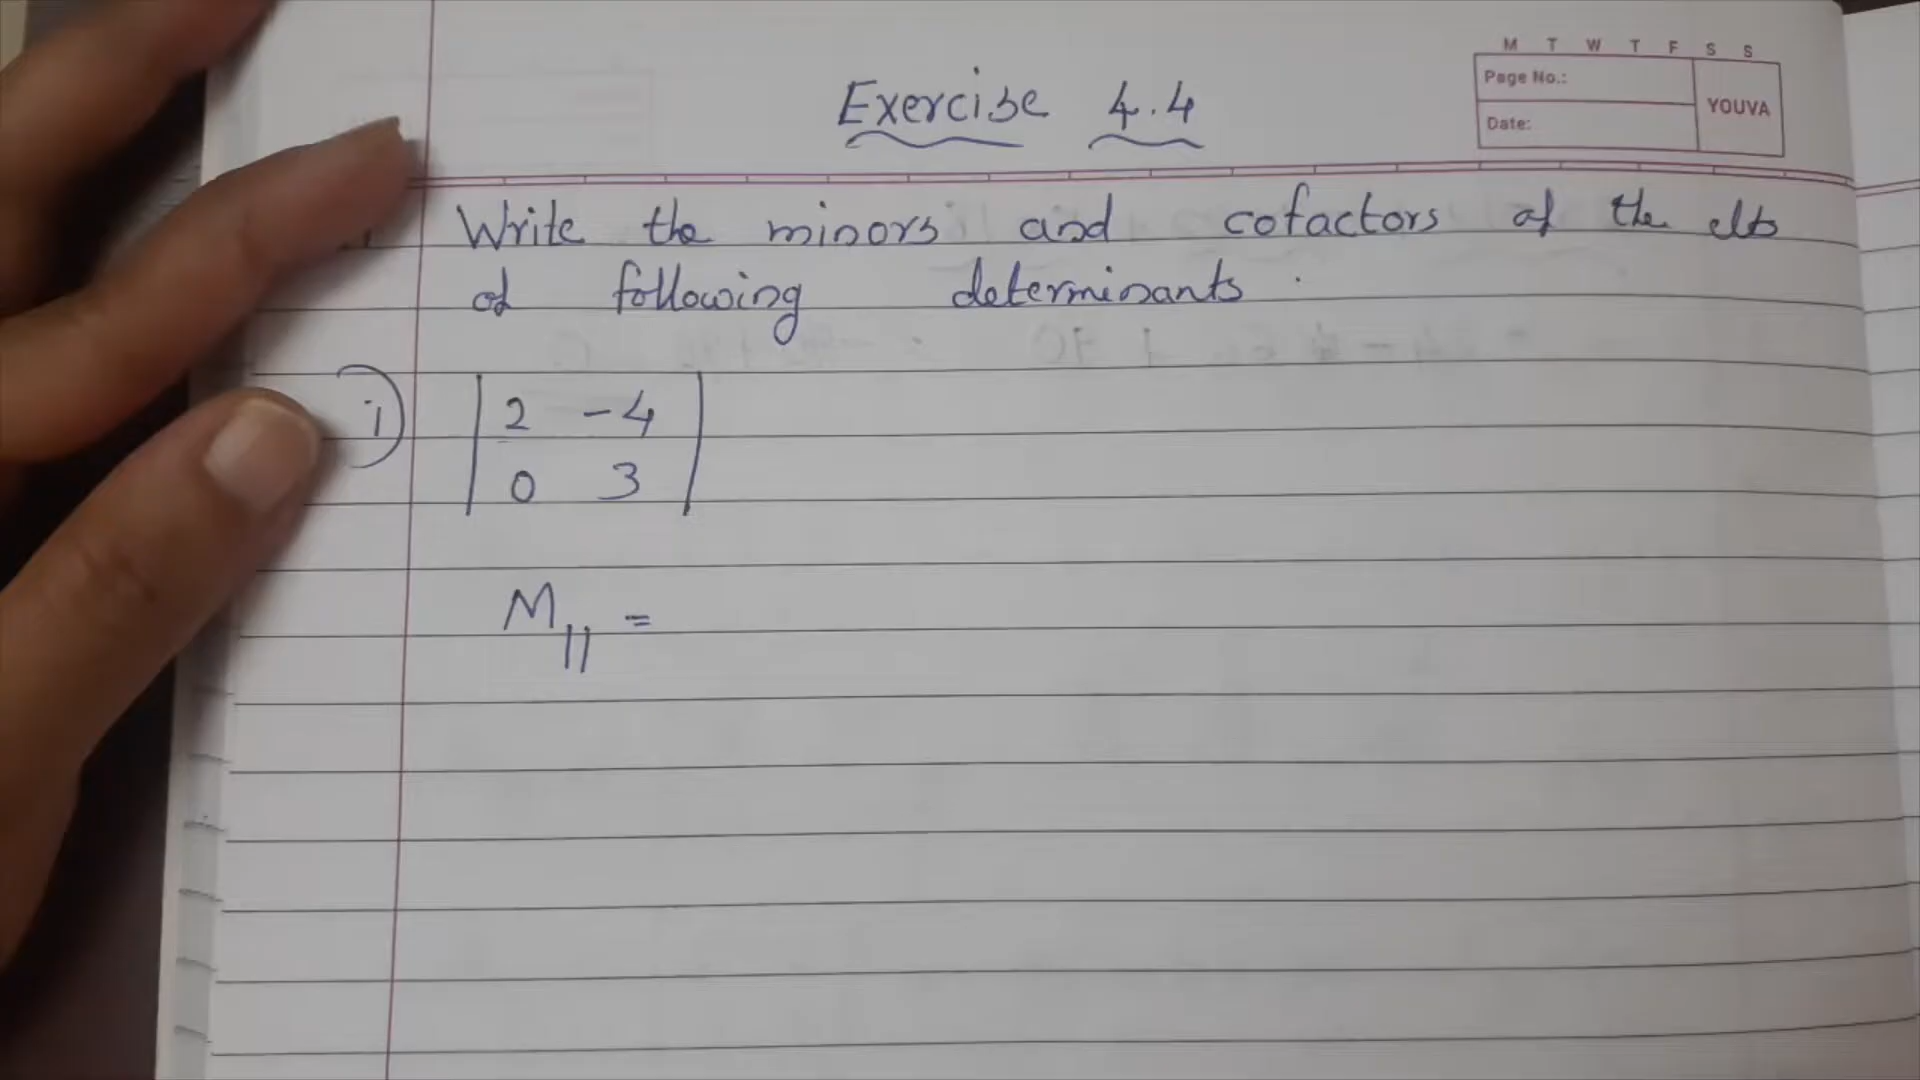 M T W T F S S
Page No.:
YOUVA
Date:
Exercise 4.4
Write the minors and cofactors of the elts
of following determinants.
i) | 2 -4 |
| 0 3 |
M₁₁ =